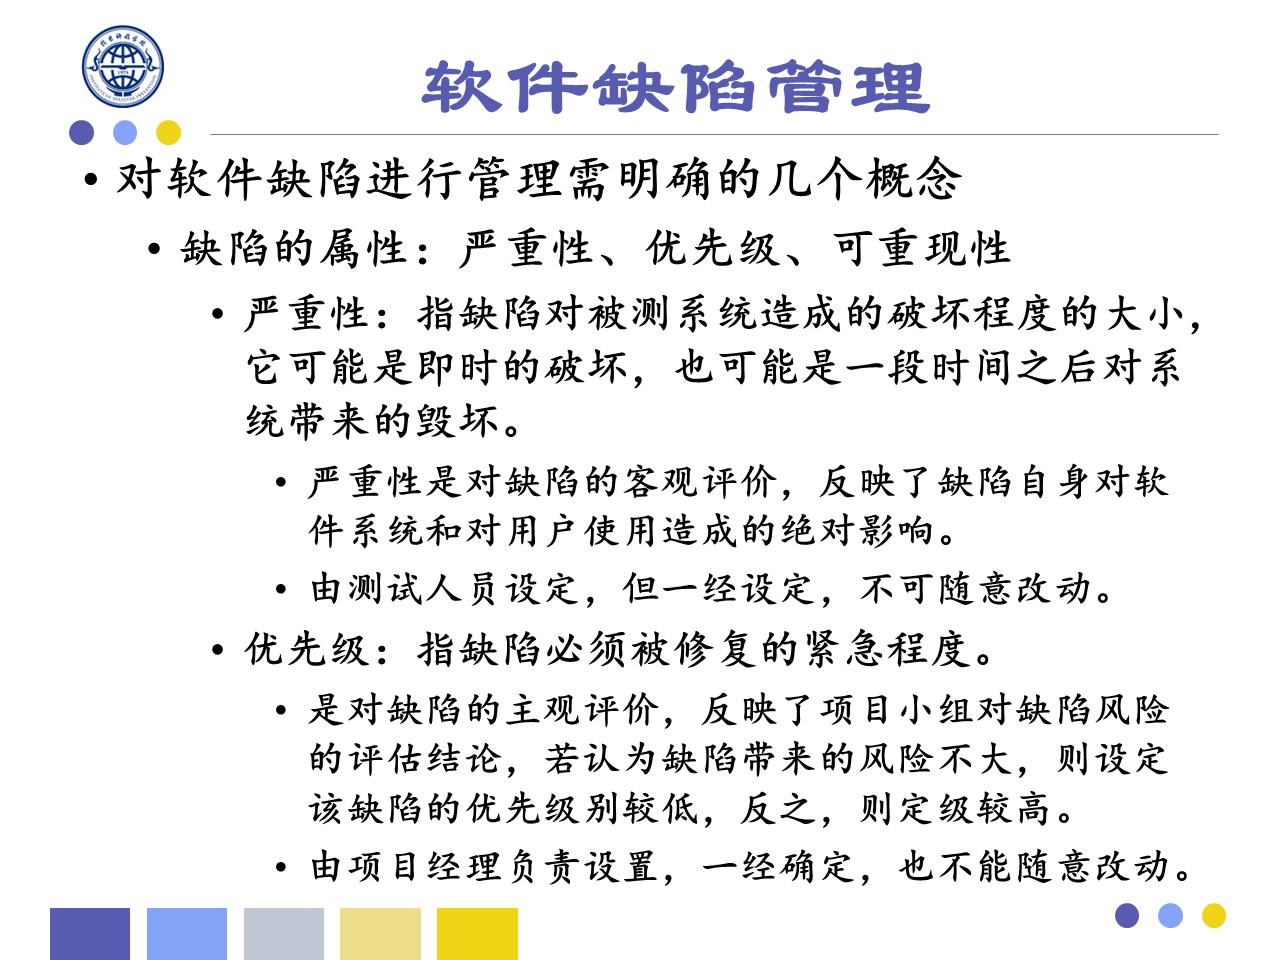 软件缺陷管理
• 对软件缺陷进行管理需明确的几个概念
• 缺陷的属性：严重性、优先级、可重现性
• 严重性：指缺陷对被测系统造成的破坏程度的大小，
它可能是即时的破坏，也可能是一段时间之后对系
统带来的毁坏。
• 严重性是对缺陷的客观评价，反映了缺陷自身对软
件系统和对用户使用造成的绝对影响。
• 由测试人员设定，但一经设定，不可随意改动。
• 优先级：指缺陷必须被修复的紧急程度。
• 是对缺陷的主观评价，反映了项目小组对缺陷风险
的评估结论，若认为缺陷带来的风险不大，则设定
该缺陷的优先级别较低，反之，则定级较高。
• 由项目经理负责设置，一经确定，也不能随意改动。